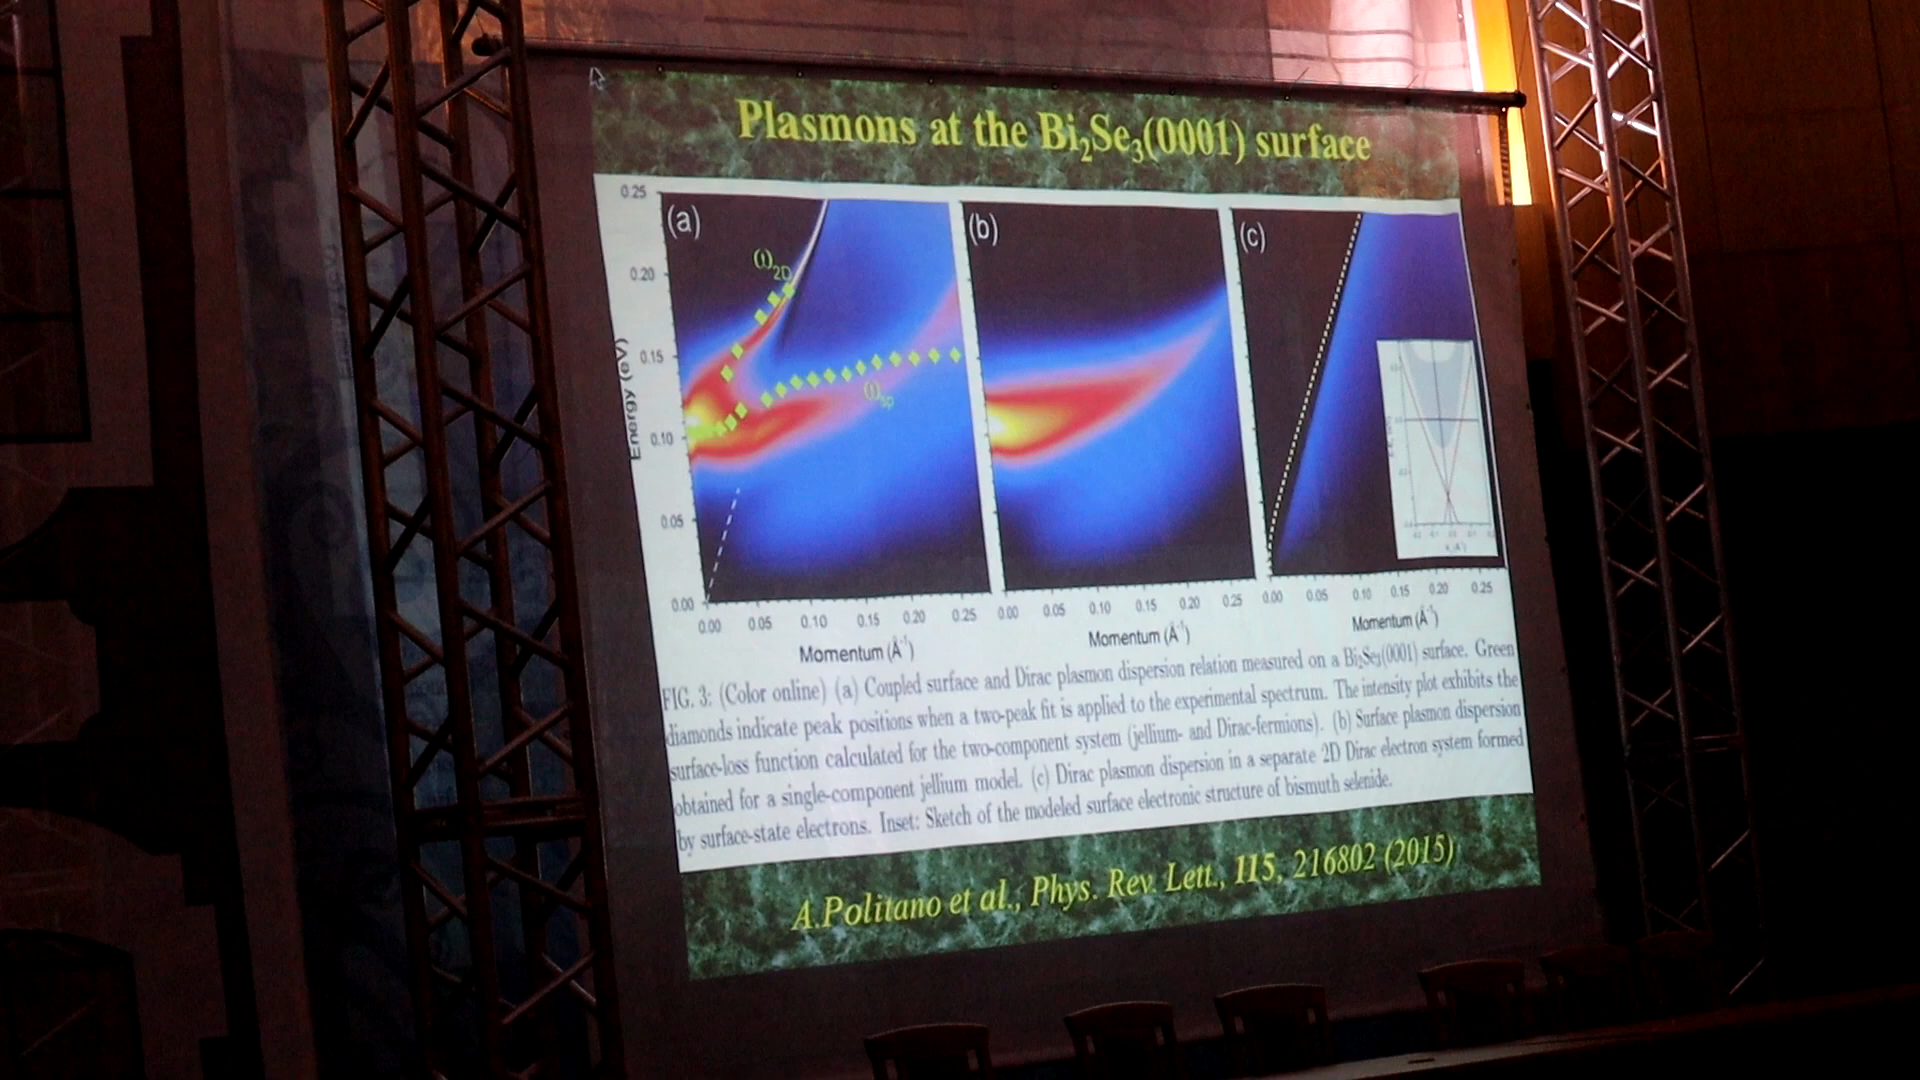 Plasmons at the Bi₂Se₃(0001) surface
(a) (b) (c)
0.25
0.20
0.15
0.10
0.05
0.00
Energy (eV)
ω2D
ωsp
0.00 0.05 0.10 0.15 0.20 0.25
Momentum (Å⁻¹)
0.00 0.05 0.10 0.15 0.20 0.25
Momentum (Å⁻¹)
0.00 0.05 0.10 0.15 0.20 0.25
Momentum (Å⁻¹)
FIG. 3: (Color online) (a) Coupled surface and Dirac plasmon dispersion relation measured on a Bi₂Se₃(0001) surface. Green
diamonds indicate peak positions when a two-peak fit is applied to the experimental spectrum. The intensity plot exhibits the
surface-loss function calculated for the two-component system (jellium- and Dirac-fermions). (b) Surface plasmon dispersion
obtained for a single-component jellium model. (c) Dirac plasmon dispersion in a separate 2D Dirac electron system formed
by surface-state electrons. Inset: Sketch of the modeled surface electronic structure of bismuth selenide.
A.Politano et al., Phys. Rev. Lett., 115, 216802 (2015)